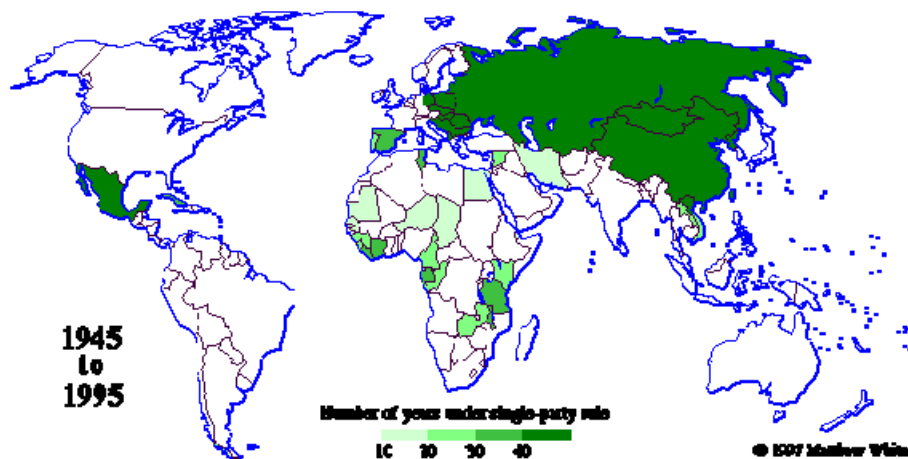 1945
to
1995
Number of years under single-party rule
10 20 30 40
© 1997 Matthew White